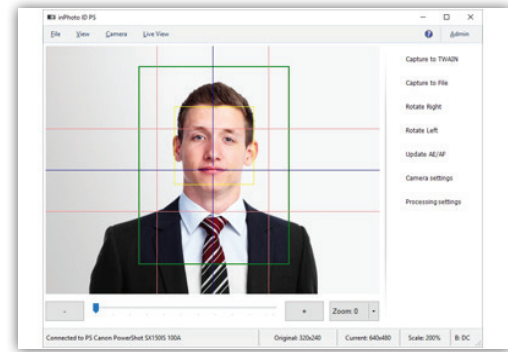 inPhoto ID PS
File View Camera Live View Admin
Capture to TWAIN
Capture to File
Rotate Right
Rotate Left
Update AE/AF
Camera settings
Processing settings
- + Zoom: 0
Connected to PS Canon PowerShot SX150IS 100A Original: 320x240 Current: 640x480 Scale: 200% B: DC